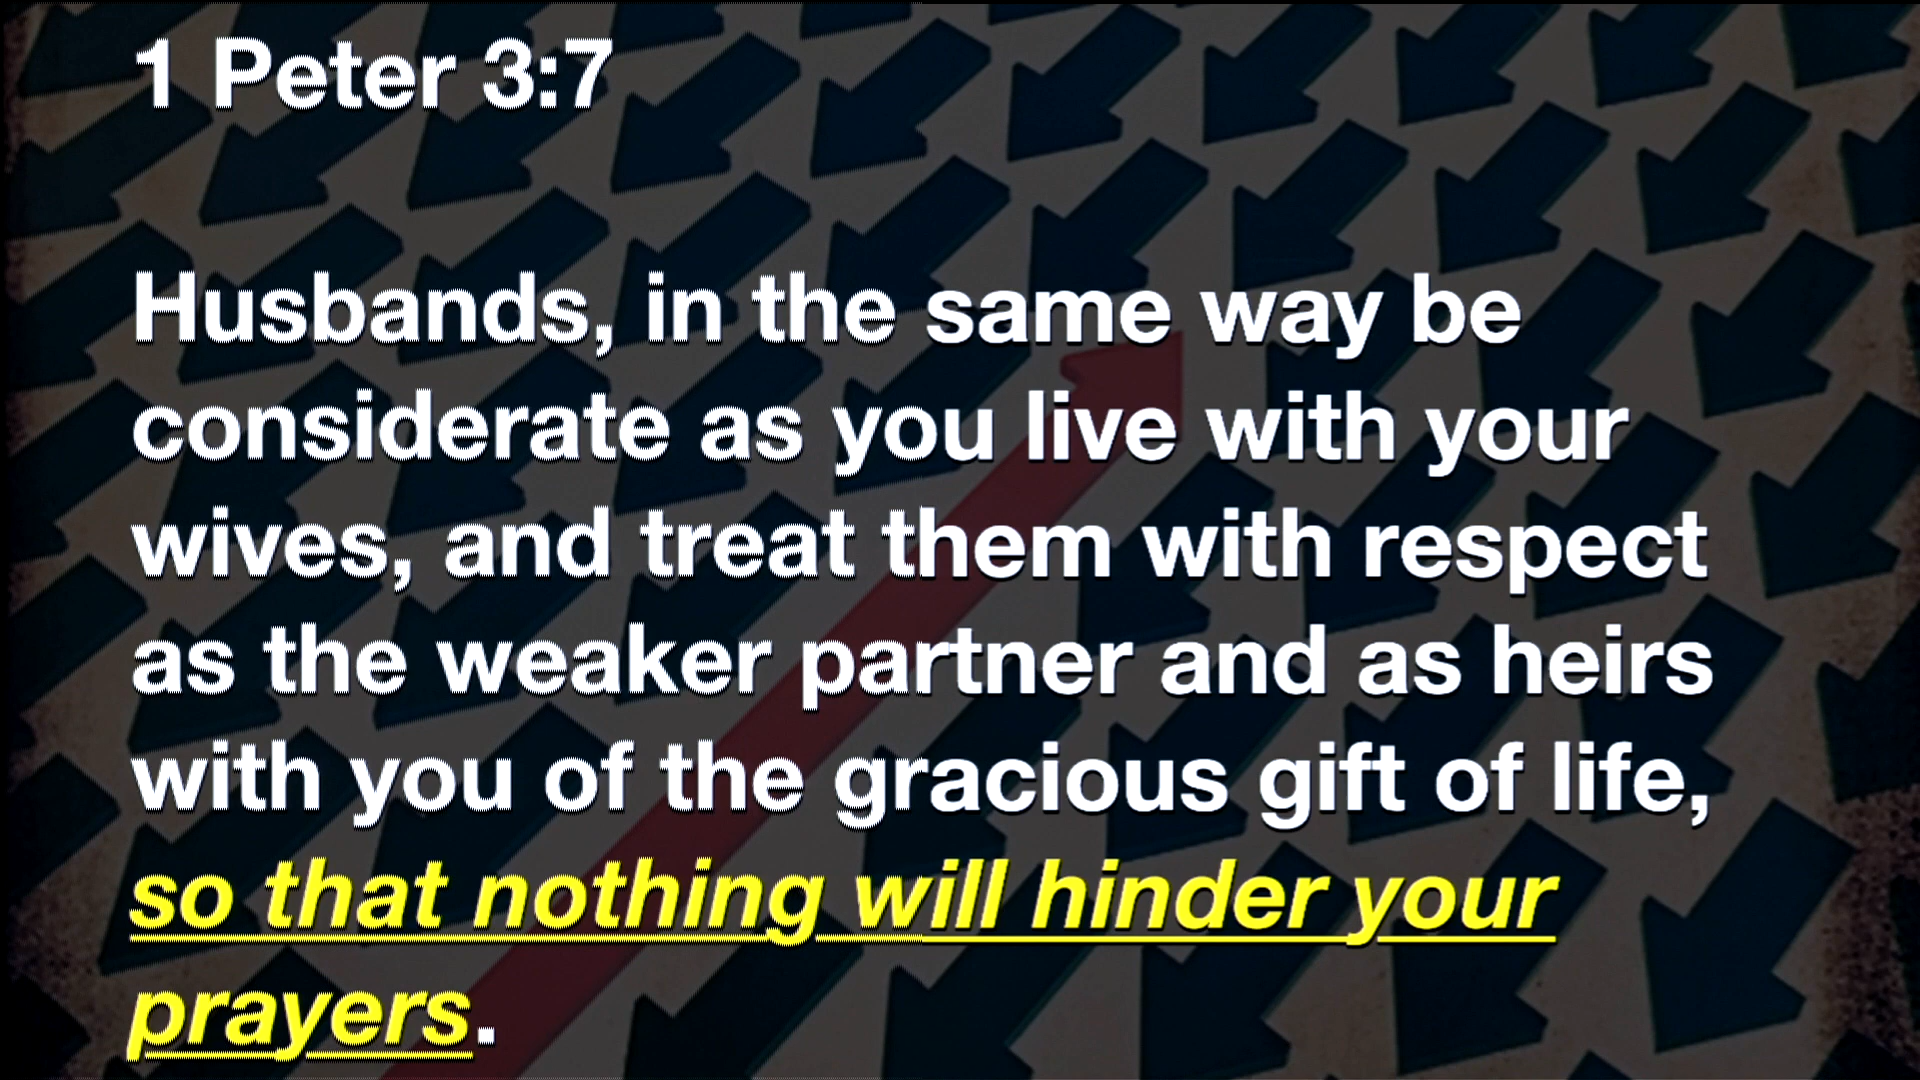 1 Peter 3:7
Husbands, in the same way be
considerate as you live with your
wives, and treat them with respect
as the weaker partner and as heirs
with you of the gracious gift of life,
so that nothing will hinder your
prayers.